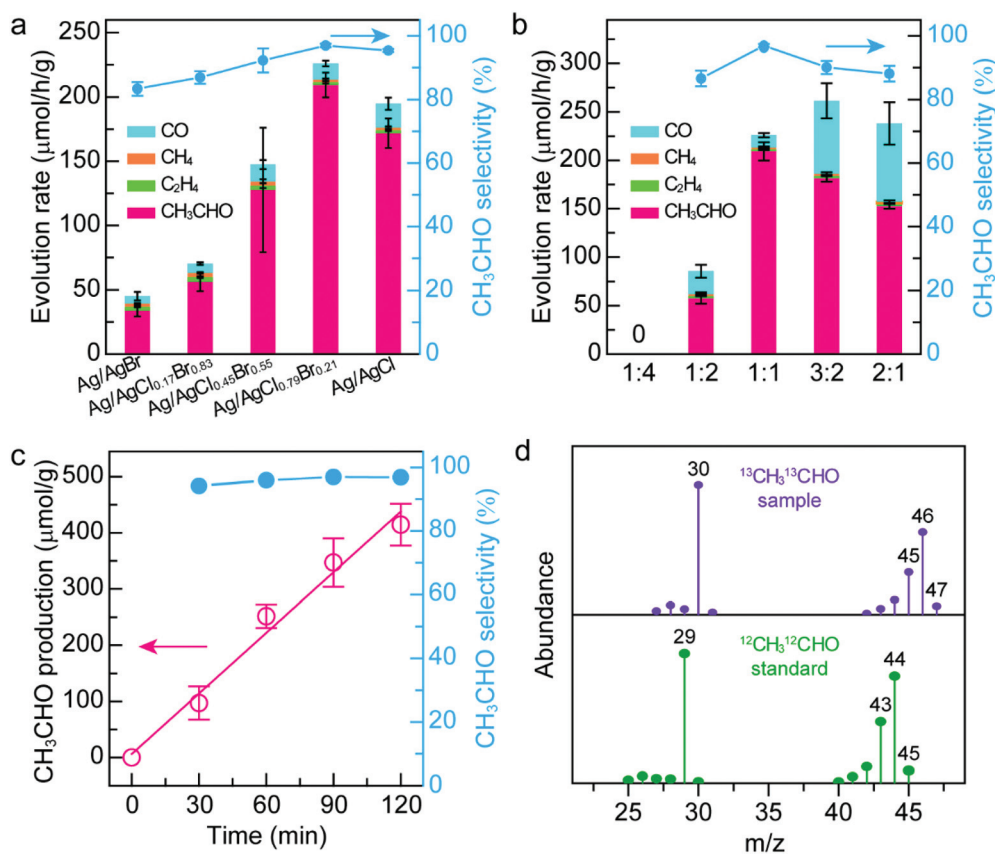 a
250
200
150
100
50
0
Evolution rate (μmol/h/g)
CO
CH₄
C₂H₄
CH₃CHO
100
80
60
40
20
0
CH₃CHO selectivity (%)
Ag/AgBr
Ag/AgCl₀.₁₇Br₀.₈₃
Ag/AgCl₀.₄₅Br₀.₅₅
Ag/AgCl₀.₇₉Br₀.₂₁
Ag/AgCl
b
300
250
200
150
100
50
0
Evolution rate (μmol/h/g)
CO
CH₄
C₂H₄
CH₃CHO
0
100
80
60
40
20
0
CH₃CHO selectivity (%)
1:4 1:2 1:1 3:2 2:1
c
500
400
300
200
100
0
CH₃CHO production (μmol/g)
100
80
60
40
20
0
CH₃CHO selectivity (%)
0 30 60 90 120
Time (min)
d
Abundance
30
¹³CH₃¹³CHO
sample
46
45
47
29
¹²CH₃¹²CHO
standard
44
43
45
25 30 35 40 45
m/z